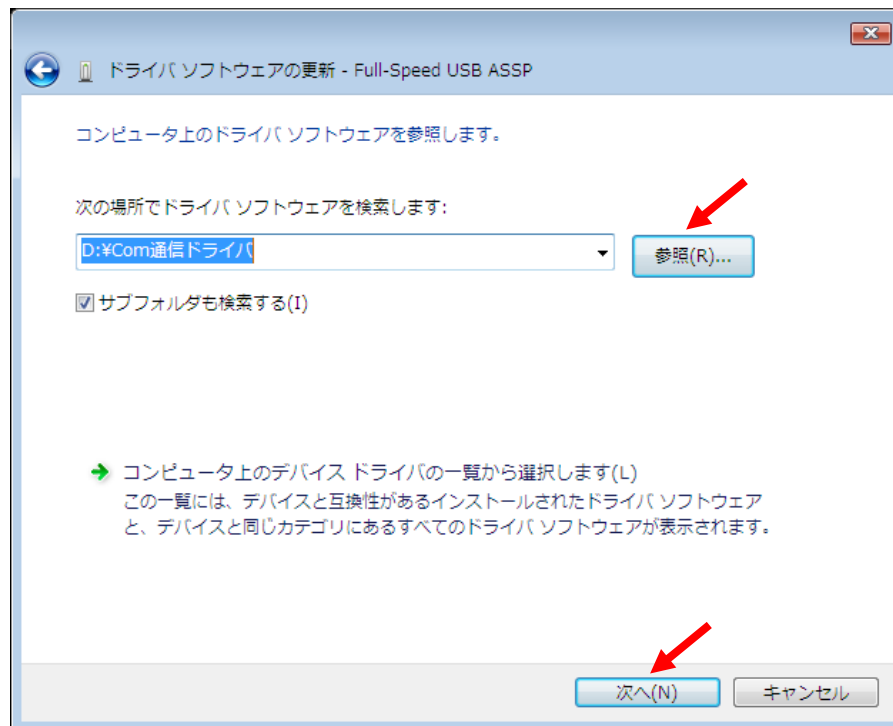 ドライバ ソフトウェアの更新 - Full-Speed USB ASSP
コンピュータ上のドライバ ソフトウェアを参照します。
次の場所でドライバ ソフトウェアを検索します:
D:¥Com通信ドライバ
参照(R)...
サブフォルダも検索する(I)
コンピュータ上のデバイス ドライバの一覧から選択します(L)
この一覧には、デバイスと互換性があるインストールされたドライバ ソフトウェア
と、デバイスと同じカテゴリにあるすべてのドライバ ソフトウェアが表示されます。
次へ(N)
キャンセル